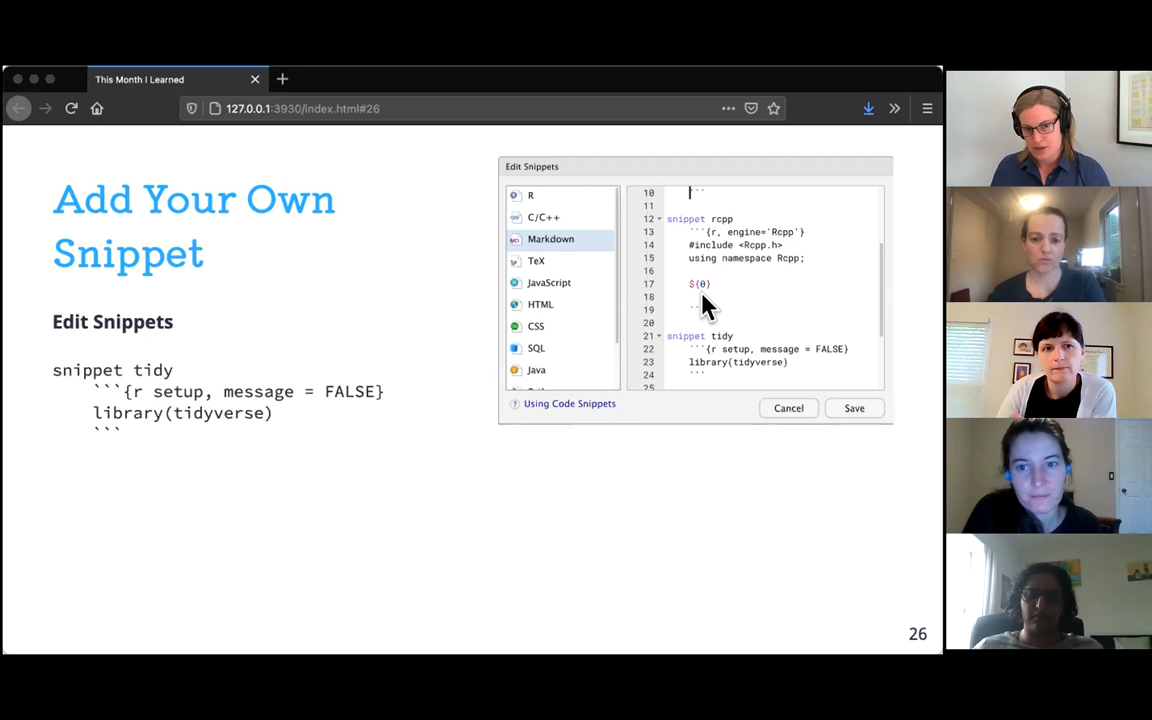 This Month I Learned
127.0.0.1:3930/index.html#26
Add Your Own
Snippet
Edit Snippets
snippet tidy
```{r setup, message = FALSE}
library(tidyverse)
```
Edit Snippets
R
C/C++
Markdown
TeX
JavaScript
HTML
CSS
SQL
Java
10 ```
11
12 snippet rcpp
13 ```{r, engine='Rcpp'}
14 #include <Rcpp.h>
15 using namespace Rcpp;
16
17 ${0}
18
19
20
21 snippet tidy
22 ```{r setup, message = FALSE}
23 library(tidyverse)
24 ```
25
Using Code Snippets
Cancel
Save
26